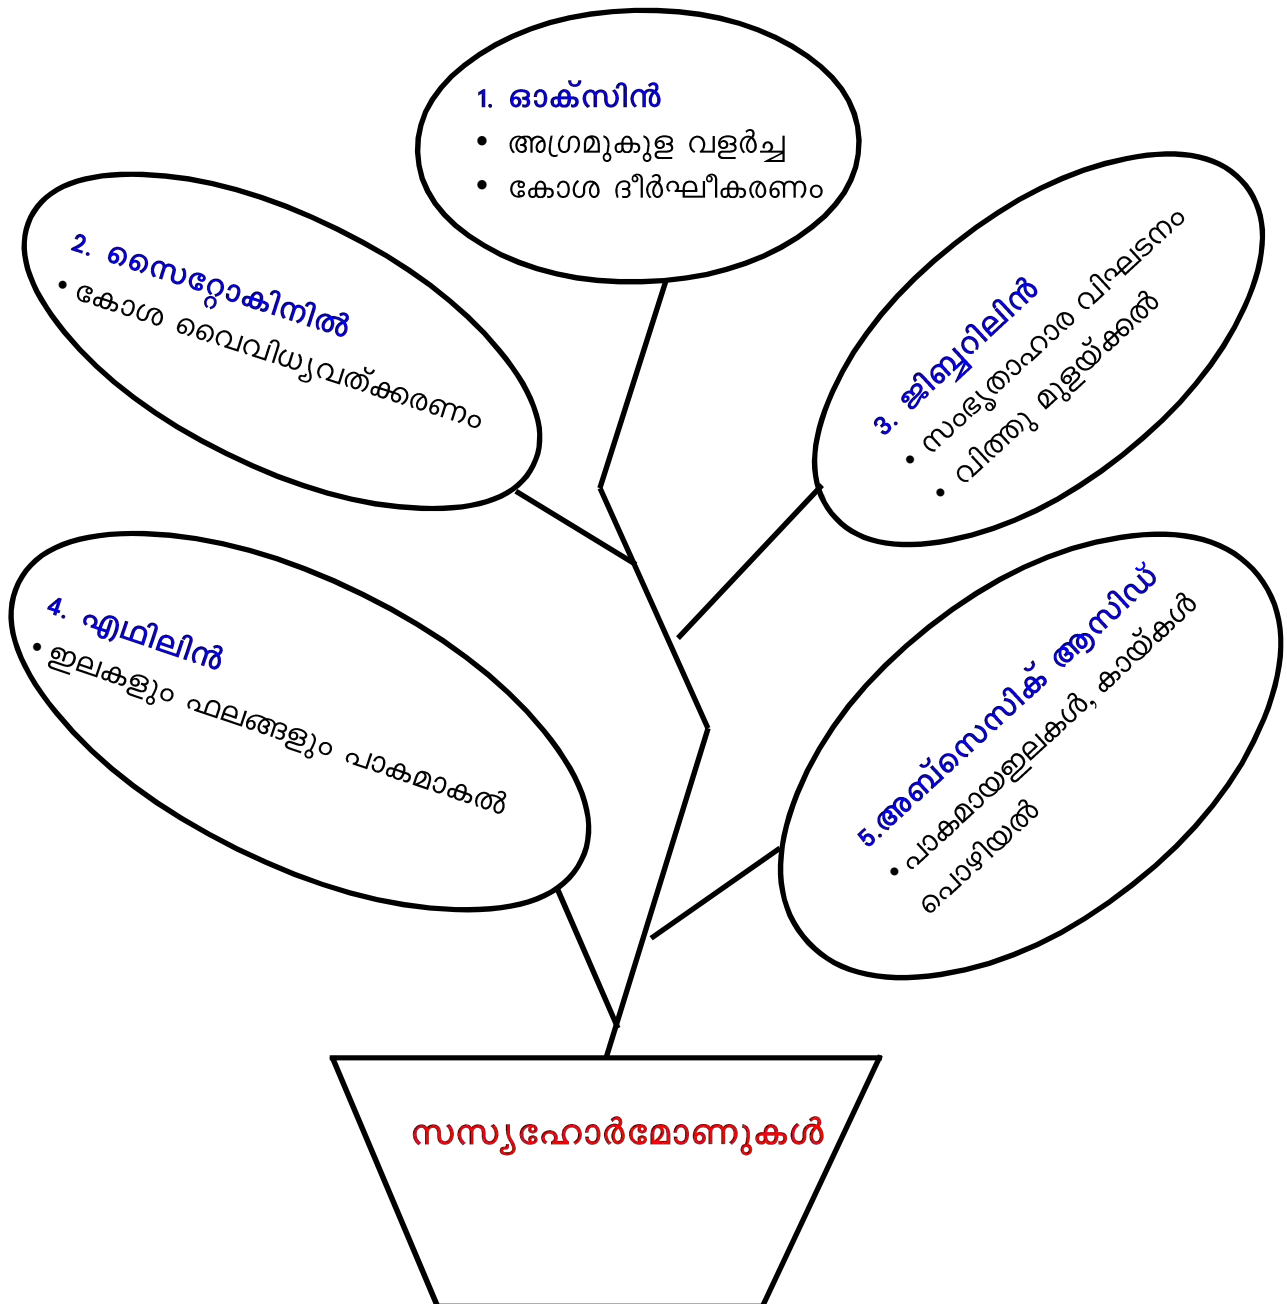 1. ഓക്സിൻ
• അഗ്രമുകുള വളർച്ച
• കോശ ദീർഘീകരണം
2. സൈറ്റോകിനിൽ
• കോശ വൈവിധ്യവത്ക്കരണം
3. ജിബ്ബറിലിൻ
• സംഭൃതാഹാര വിഘടനം
• വിത്തു മുളയ്ക്കൽ
4. എഥിലിൻ
• ഇലകളും ഫലങ്ങളും പാകമാകൽ
5.അബ്സെസിക് ആസിഡ്
• പാകമായഇലകൾ, കായ്കൾ
പൊഴിയൽ
സസ്യഹോർമോണുകൾ